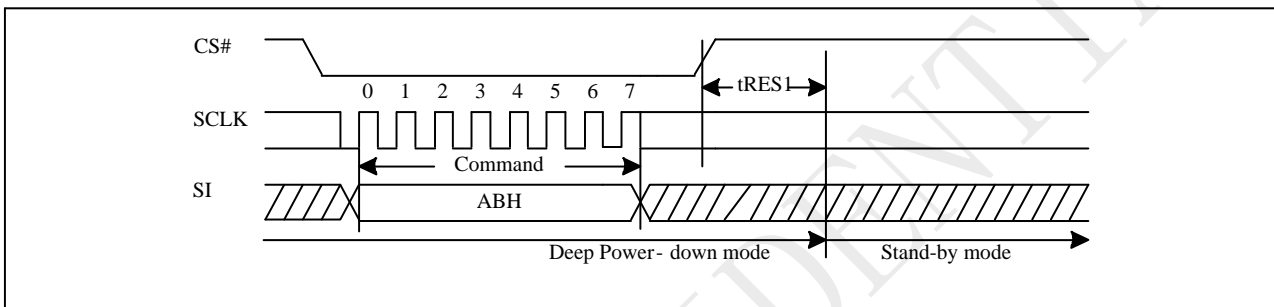 CS#
tRES1
0 1 2 3 4 5 6 7
SCLK
Command
SI
ABH
Deep Power- down mode Stand-by mode